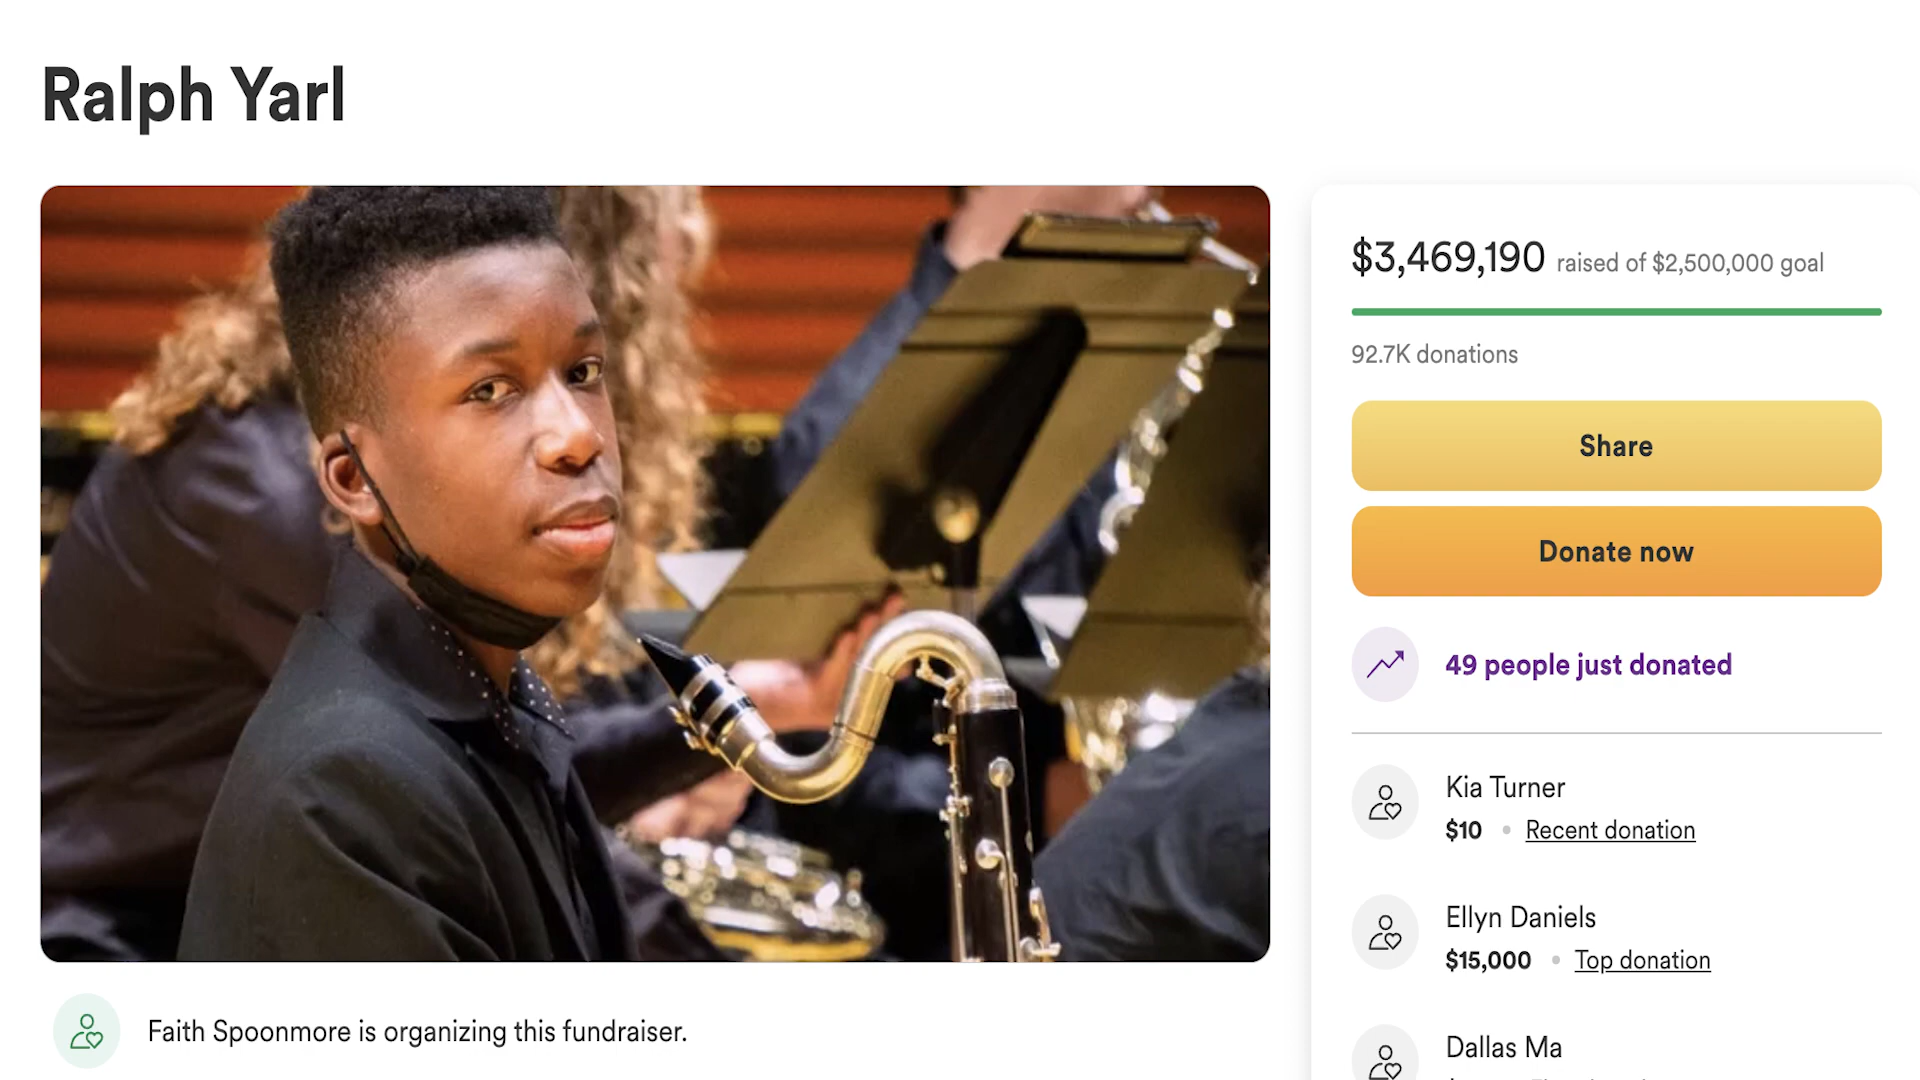 Ralph Yarl
$3,469,190 raised of $2,500,000 goal
92.7K donations
Share
Donate now
49 people just donated
Kia Turner
$10 • Recent donation
Ellyn Daniels
$15,000 • Top donation
Dallas Ma
Faith Spoonmore is organizing this fundraiser.